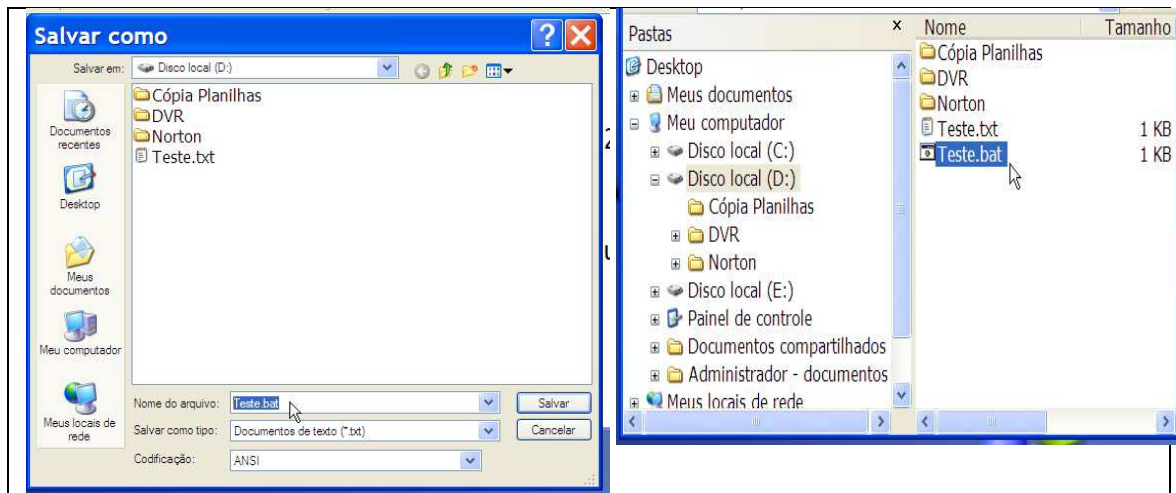 Salvar como
Salvar em: Disco local (D:)
Documentos recentes
Desktop
Meus documentos
Meu computador
Meus locais de rede
Cópia Planilhas
DVR
Norton
Teste.txt
Nome do arquivo: Teste.bat Salvar
Salvar como tipo: Documentos de texto (*.txt) Cancelar
Codificação: ANSI
Pastas x
Desktop
Meus documentos
Meu computador
Disco local (C:)
Disco local (D:)
Cópia Planilhas
DVR
Norton
Disco local (E:)
Painel de controle
Documentos compartilhados
Administrador - documentos
Meus locais de rede
Nome Tamanho
Cópia Planilhas
DVR
Norton
Teste.txt 1 KB
Teste.bat 1 KB